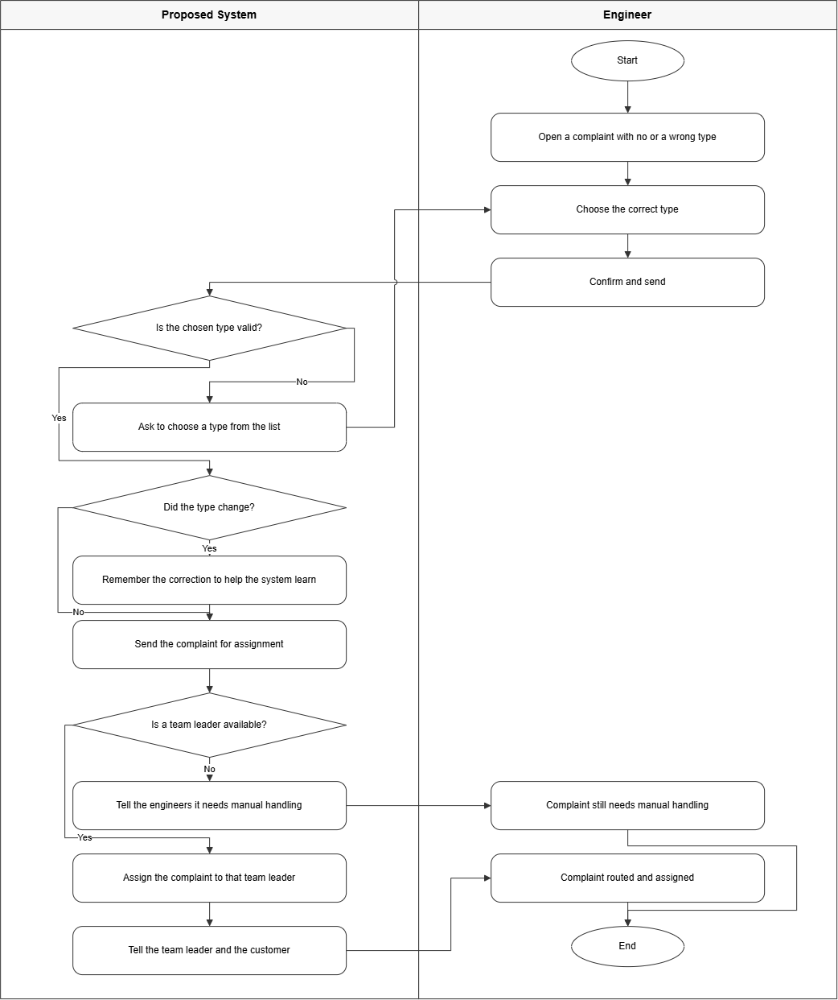 Proposed System
Engineer
Start
Open a complaint with no or a wrong type
Choose the correct type
Confirm and send
Is the chosen type valid?
No
Yes
Ask to choose a type from the list
Did the type change?
Yes
Remember the correction to help the system learn
No
Send the complaint for assignment
Is a team leader available?
No
Tell the engineers it needs manual handling
Complaint still needs manual handling
Yes
Assign the complaint to that team leader
Complaint routed and assigned
Tell the team leader and the customer
End